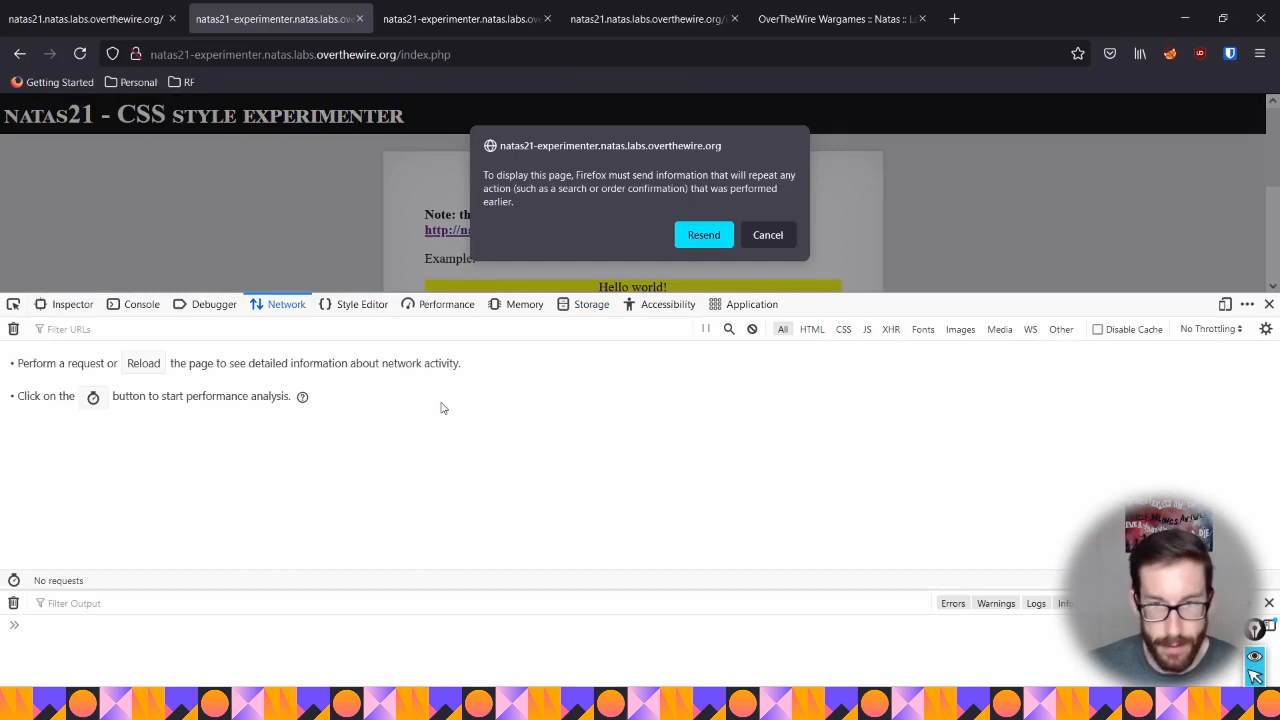 natas21.natas.labs.overthewire.org/
natas21-experimenter.natas.labs.ov
natas21-experimenter.natas.labs.ov
natas21.natas.labs.overthewire.org/i
OverTheWire Wargames :: Natas :: L
natas21-experimenter.natas.labs.overthewire.org/index.php
Getting Started
Personal
RF
NATAS21 - CSS STYLE EXPERIMENTER
natas21-experimenter.natas.labs.overthewire.org
To display this page, Firefox must send information that will repeat any
action (such as a search or order confirmation) that was performed
earlier.
Resend
Cancel
Note: th
http://na
Example:
Hello world!
Inspector
Console
Debugger
Network
Style Editor
Performance
Memory
Storage
Accessibility
Application
Filter URLs
All
HTML
CSS
JS
XHR
Fonts
Images
Media
WS
Other
Disable Cache
No Throttling
• Perform a request or Reload the page to see detailed information about network activity.
• Click on the button to start performance analysis.
No requests
Filter Output
Errors
Warnings
Logs
Info